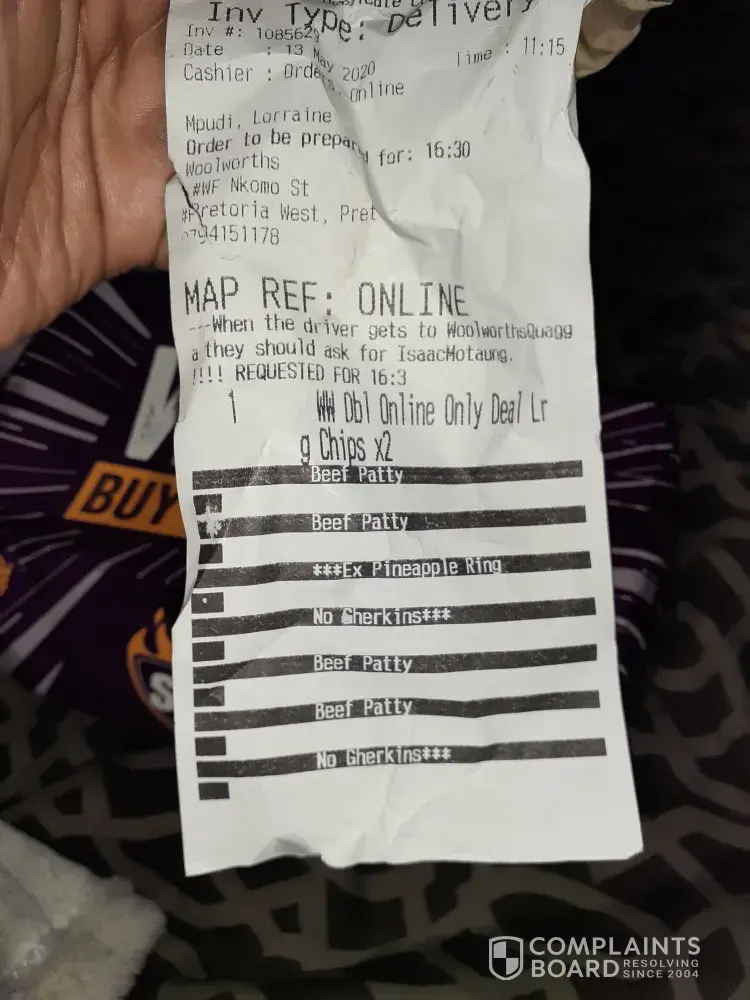 Inv Type: Delivery
Inv #: 1085629
Date : 13 May 2020 Time : 11:15
Cashier : Orders, Online
Mpudi, Lorraine
Order to be prepard for: 16:30
Woolworths
#WF Nkomo St
#Pretoria West, Pret
0794151178
MAP REF: ONLINE
---When the driver gets to WoolworthsQuagg
a they should ask for IsaacMotaung.
!!!! REQUESTED FOR 16:3
1 WW Dbl Online Only Deal Lr
g Chips x2
Beef Patty
Beef Patty
***Ex Pineapple Ring
No Gherkins***
Beef Patty
Beef Patty
No Gherkins***
BUY
COMPLAINTS
BOARD RESOLVING
SINCE 2004